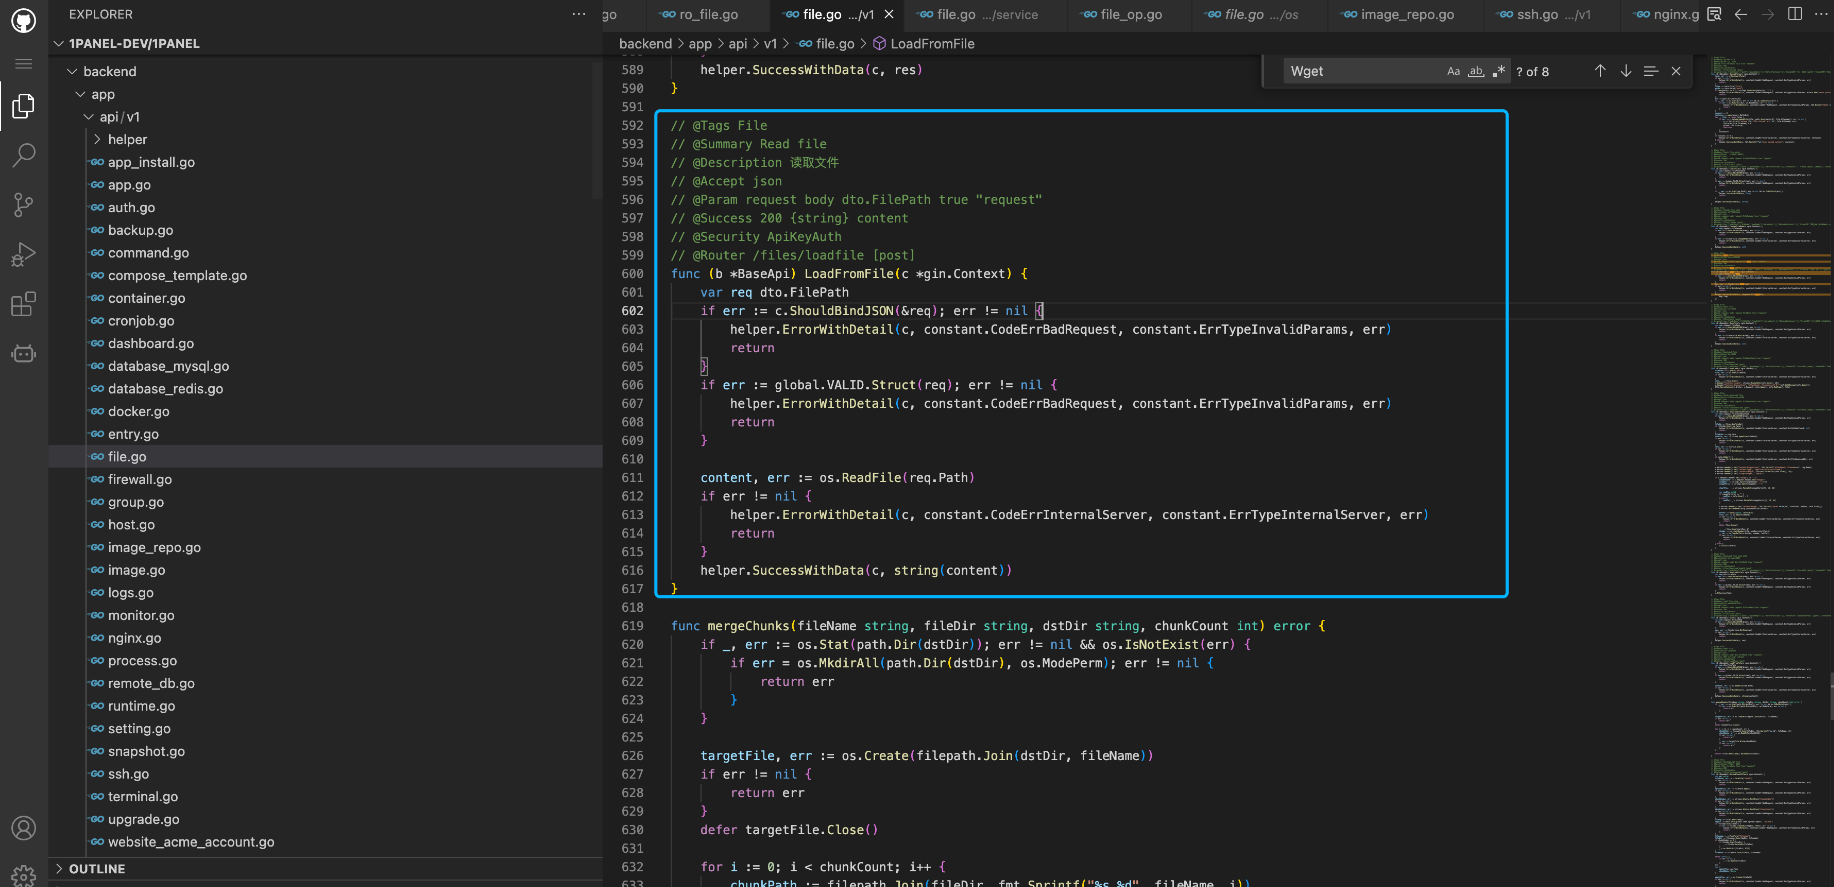 EXPLORER
1PANEL-DEV/1PANEL
backend
app
api/v1
helper
app_install.go
app.go
auth.go
backup.go
command.go
compose_template.go
container.go
cronjob.go
dashboard.go
database_mysql.go
database_redis.go
docker.go
entry.go
file.go
firewall.go
group.go
host.go
image_repo.go
image.go
logs.go
monitor.go
nginx.go
process.go
remote_db.go
runtime.go
setting.go
snapshot.go
ssh.go
terminal.go
upgrade.go
website_acme_account.go
OUTLINE
go ro_file.go file.go .../v1 file.go .../service file_op.go file.go .../os image_repo.go ssh.go .../v1 nginx.g
backend > app > api > v1 > file.go > LoadFromFile
Wget Aa ab ? of 8
589 helper.SuccessWithData(c, res)
590 }
591
592 // @Tags File
593 // @Summary Read file
594 // @Description 读取文件
595 // @Accept json
596 // @Param request body dto.FilePath true "request"
597 // @Success 200 {string} content
598 // @Security ApiKeyAuth
599 // @Router /files/loadfile [post]
600 func (b *BaseApi) LoadFromFile(c *gin.Context) {
601 var req dto.FilePath
602 if err := c.ShouldBindJSON(&req); err != nil {
603 helper.ErrorWithDetail(c, constant.CodeErrBadRequest, constant.ErrTypeInvalidParams, err)
604 return
605 }
606 if err := global.VALID.Struct(req); err != nil {
607 helper.ErrorWithDetail(c, constant.CodeErrBadRequest, constant.ErrTypeInvalidParams, err)
608 return
609 }
610
611 content, err := os.ReadFile(req.Path)
612 if err != nil {
613 helper.ErrorWithDetail(c, constant.CodeErrInternalServer, constant.ErrTypeInternalServer, err)
614 return
615 }
616 helper.SuccessWithData(c, string(content))
617 }
618
619 func mergeChunks(fileName string, fileDir string, dstDir string, chunkCount int) error {
620 if _, err := os.Stat(path.Dir(dstDir)); err != nil && os.IsNotExist(err) {
621 if err = os.MkdirAll(path.Dir(dstDir), os.ModePerm); err != nil {
622 return err
623 }
624 }
625
626 targetFile, err := os.Create(filepath.Join(dstDir, fileName))
627 if err != nil {
628 return err
629 }
630 defer targetFile.Close()
631
632 for i := 0; i < chunkCount; i++ {
633 chunkPath := filepath.Join(fileDir, fmt.Sprintf("%s.%d", fileName, i))